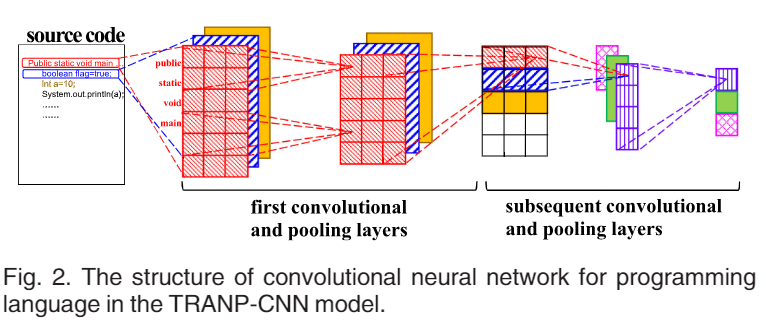 source code
Public static void main
boolean flag=true;
Int a=10;
System.out.println(a);
......
......
public
static
void
main
first convolutional
and pooling layers
subsequent convolutional
and pooling layers
Fig. 2. The structure of convolutional neural network for programming
language in the TRANP-CNN model.